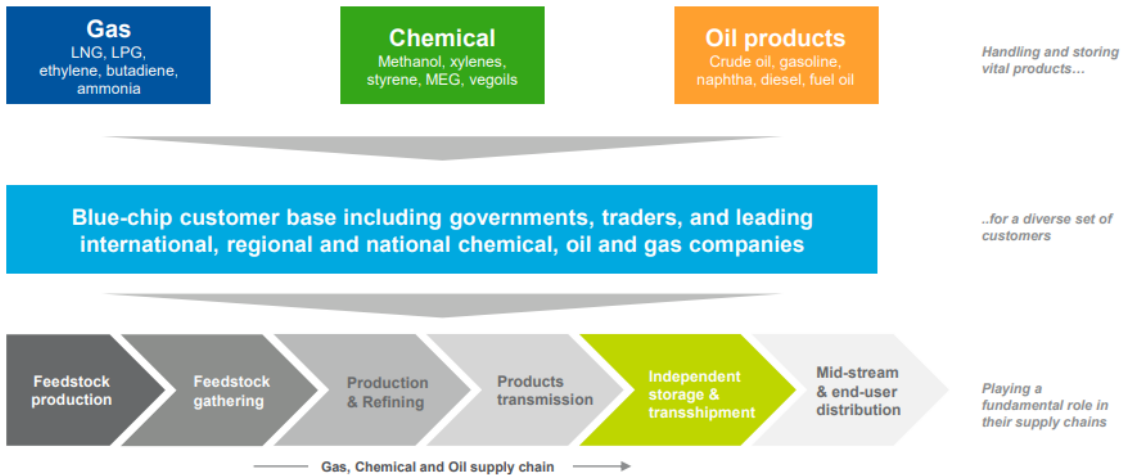 Gas
LNG, LPG,
ethylene, butadiene,
ammonia
Chemical
Methanol, xylenes,
styrene, MEG, vegoils
Oil products
Crude oil, gasoline,
naphtha, diesel, fuel oil
Handling and storing
vital products…
Blue-chip customer base including governments, traders, and leading
international, regional and national chemical, oil and gas companies
..for a diverse set of
customers
Feedstock
production
Feedstock
gathering
Production
& Refining
Products
transmission
Independent
storage &
transshipment
Mid-stream
& end-user
distribution
Playing a
fundamental role in
their supply chains
Gas, Chemical and Oil supply chain